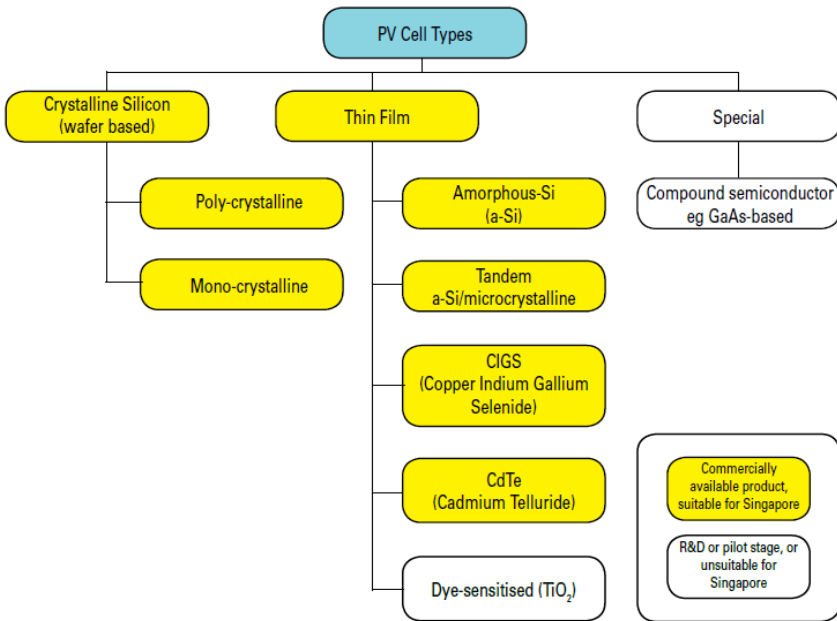 PV Cell Types
Crystalline Silicon
(wafer based)
Thin Film
Special
Poly-crystalline
Mono-crystalline
Amorphous-Si
(a-Si)
Tandem
a-Si/microcrystalline
CIGS
(Copper Indium Gallium
Selenide)
CdTe
(Cadmium Telluride)
Dye-sensitised (TiO₂)
Compound semiconductor
eg GaAs-based
Commercially
available product,
suitable for Singapore
R&D or pilot stage, or
unsuitable for
Singapore